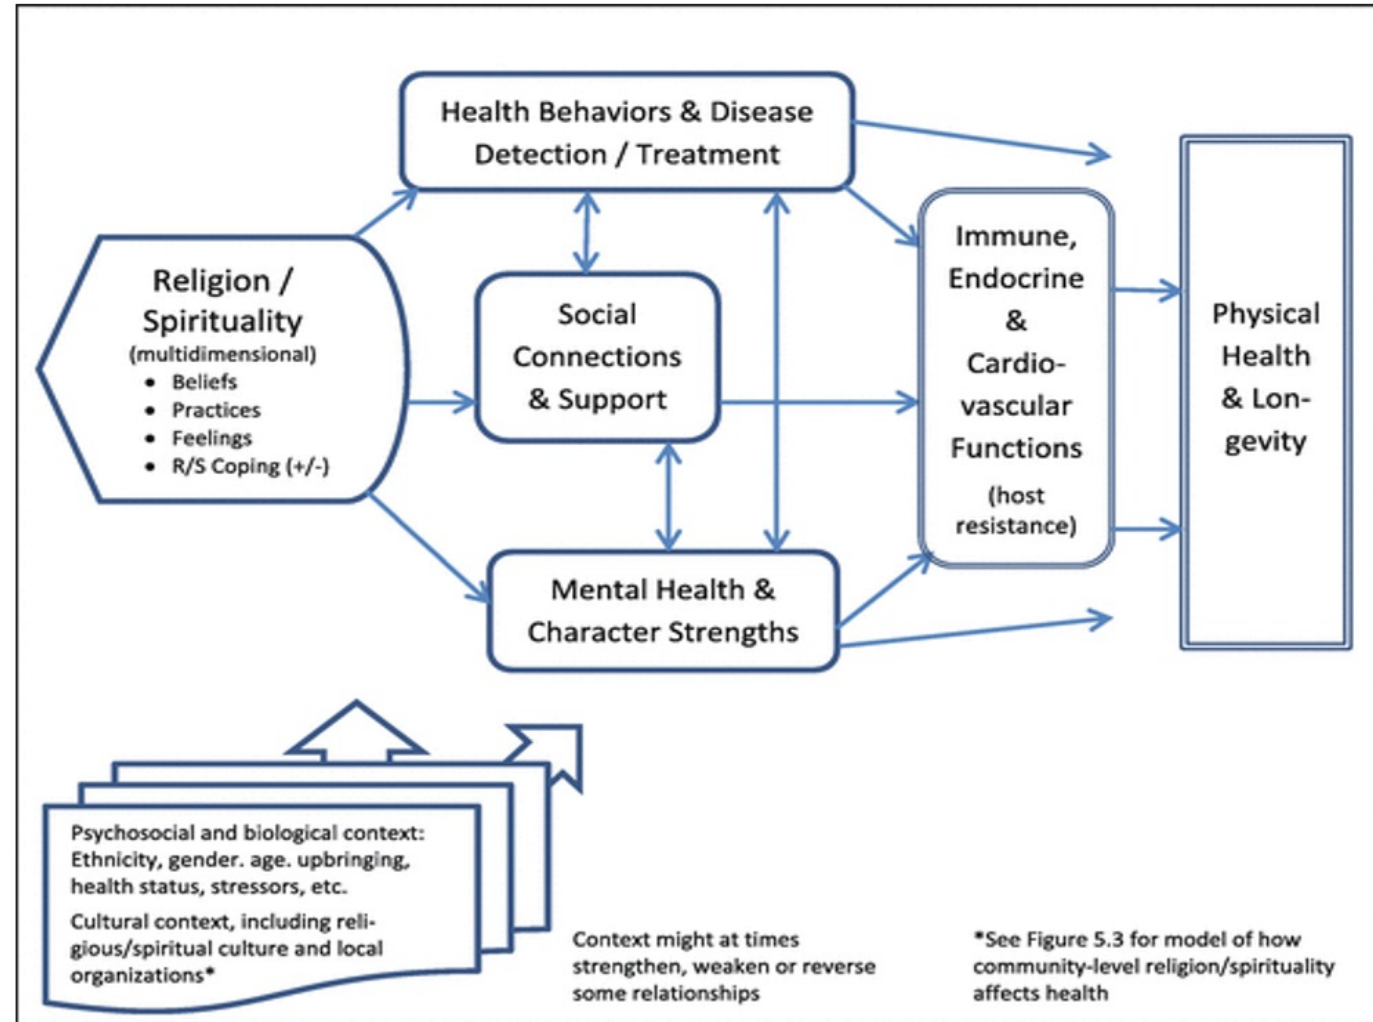 Health Behaviors & Disease
Detection / Treatment
Religion /
Spirituality
(multidimensional)
• Beliefs
• Practices
• Feelings
• R/S Coping (+/-)
Social
Connections
& Support
Mental Health &
Character Strengths
Immune,
Endocrine
&
Cardio-
vascular
Functions
(host
resistance)
Physical
Health
& Lon-
gevity
Psychosocial and biological context:
Ethnicity, gender. age. upbringing,
health status, stressors, etc.
Cultural context, including reli-
gious/spiritual culture and local
organizations*
Context might at times
strengthen, weaken or reverse
some relationships
*See Figure 5.3 for model of how
community-level religion/spirituality
affects health